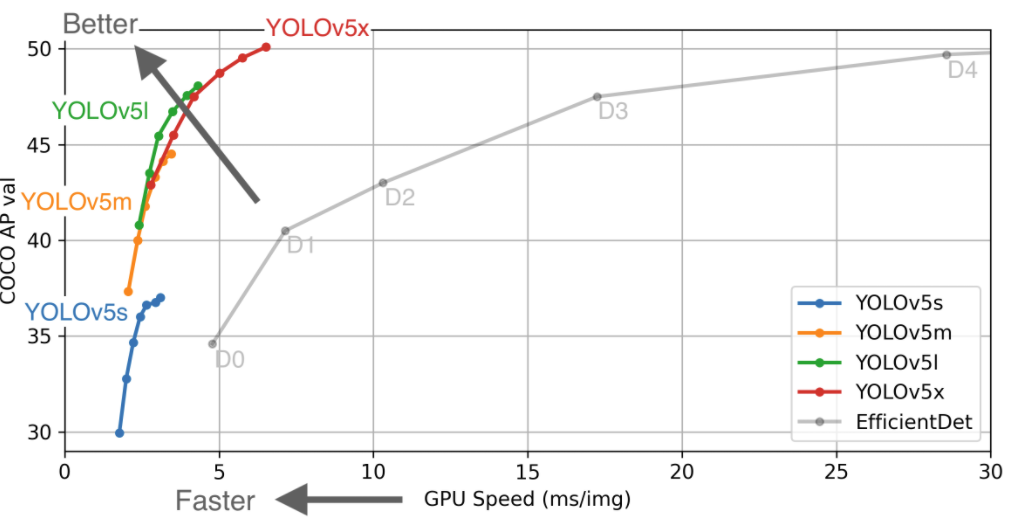 Better
YOLOv5x
50
D4
YOLOv5l
D3
45
YOLOv5m
D2
COCO AP val
40
D1
YOLOv5s
35
D0
30
YOLOv5s
YOLOv5m
YOLOv5l
YOLOv5x
EfficientDet
0 5 10 15 20 25 30
Faster
GPU Speed (ms/img)